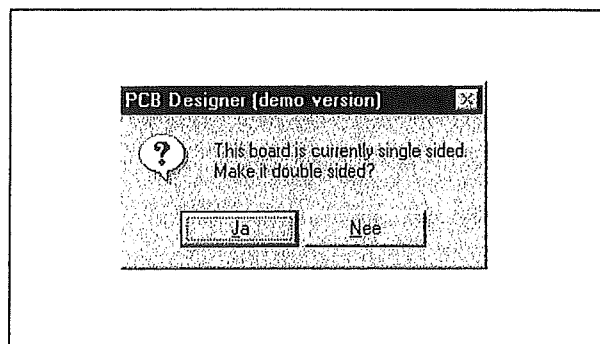 PCB Designer (demo version)
This board is currently single sided.
Make it double sided?
Ja
Nee